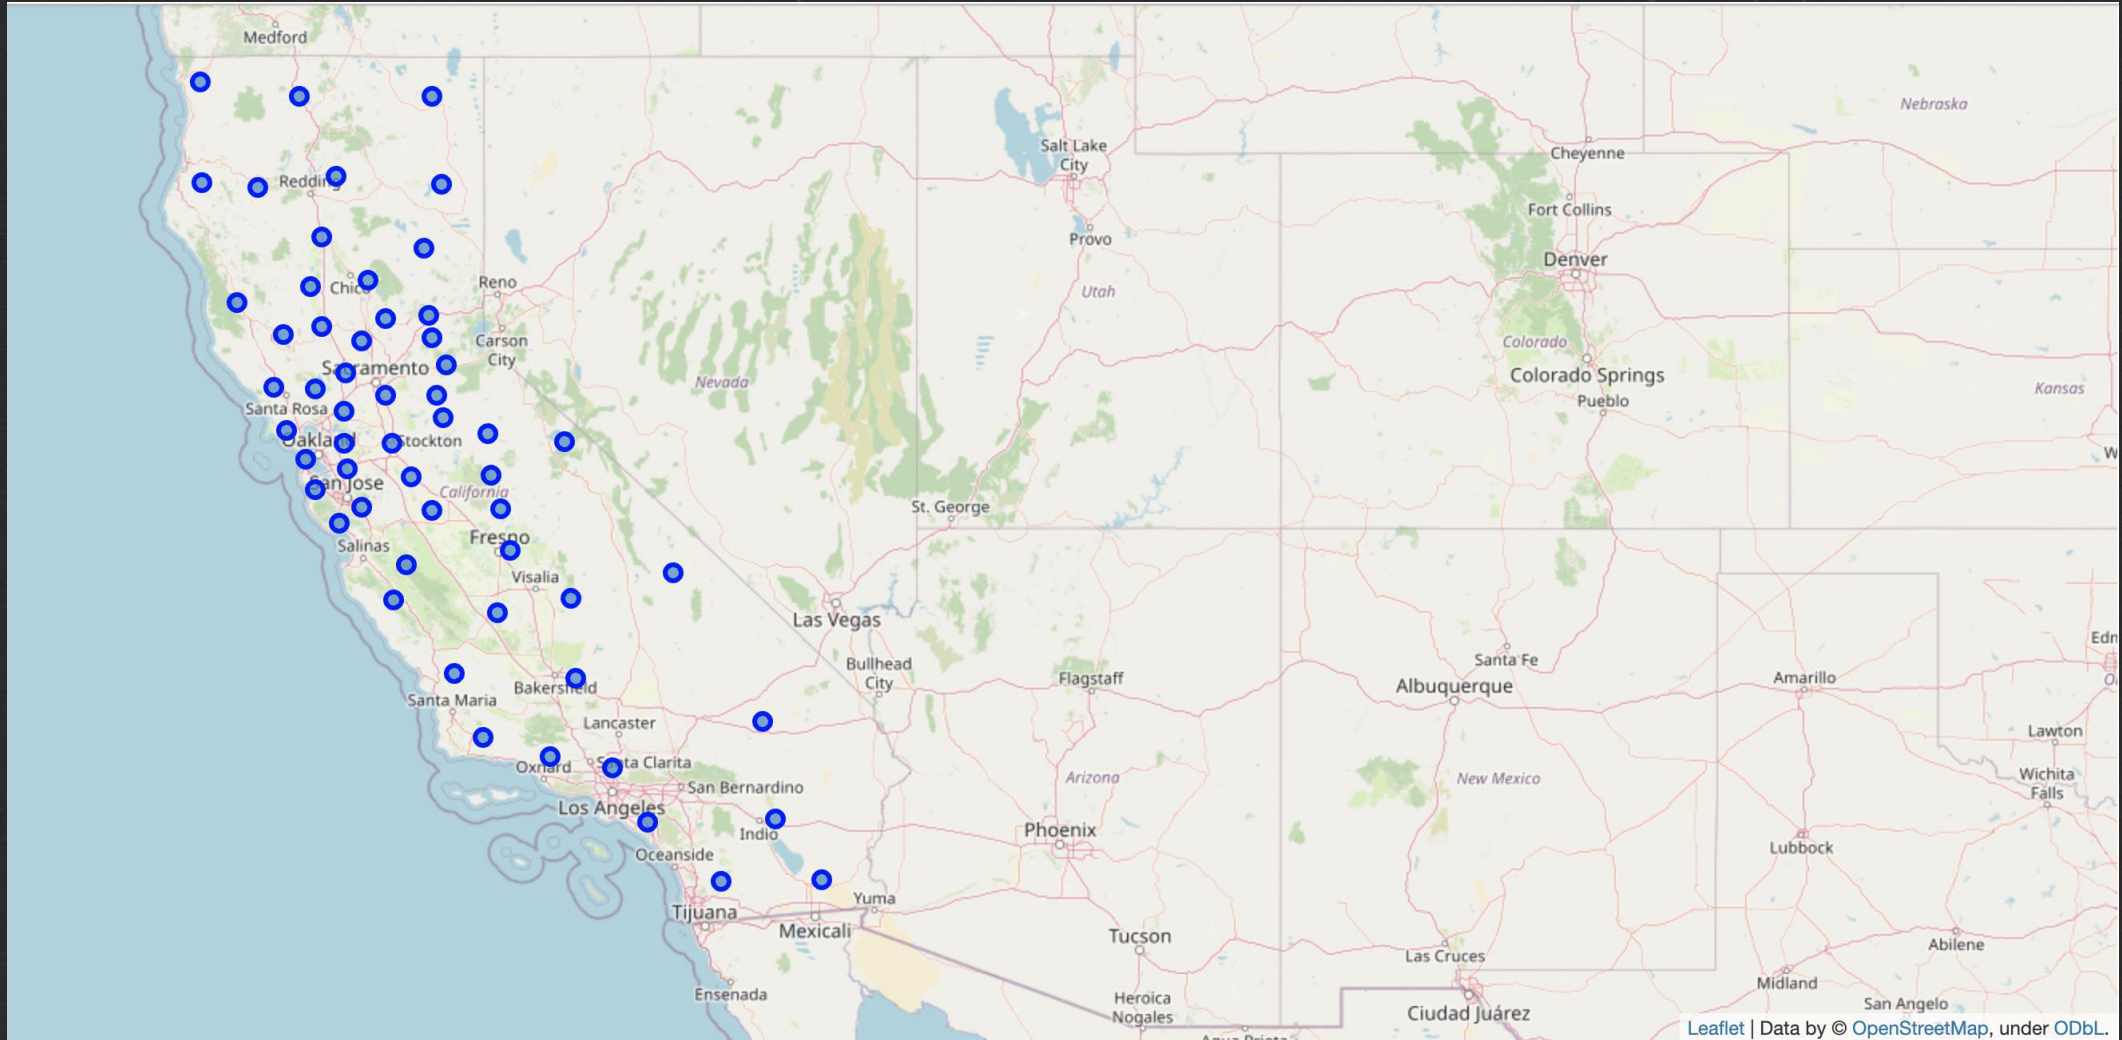 Medford
Nebraska
Salt Lake
City
Cheyenne
Redding
Fort Collins
Provo
Denver
Reno
Chico
Utah
Carson
City
Colorado
Sacramento
Colorado Springs
Nevada
Kansas
Pueblo
Santa Rosa
Oakland
Stockton
W
San Jose
California
St. George
Fresno
Salinas
Visalia
Las Vegas
Edm
Santa Fe
Bullhead
City
Flagstaff
Amarillo
O
Albuquerque
Bakersfield
Santa Maria
Lancaster
Lawton
Oxnard
Santa Clarita
Arizona
New Mexico
Wichita
Falls
San Bernardino
Los Angeles
Indio
Phoenix
Lubbock
Oceanside
Yuma
Tijuana
Mexicali
Tucson
Abilene
Las Cruces
Midland
Ensenada
Heroica
Nogales
San Angelo
Ciudad Juárez
Agua Prieta
Leaflet | Data by © OpenStreetMap, under ODbL.